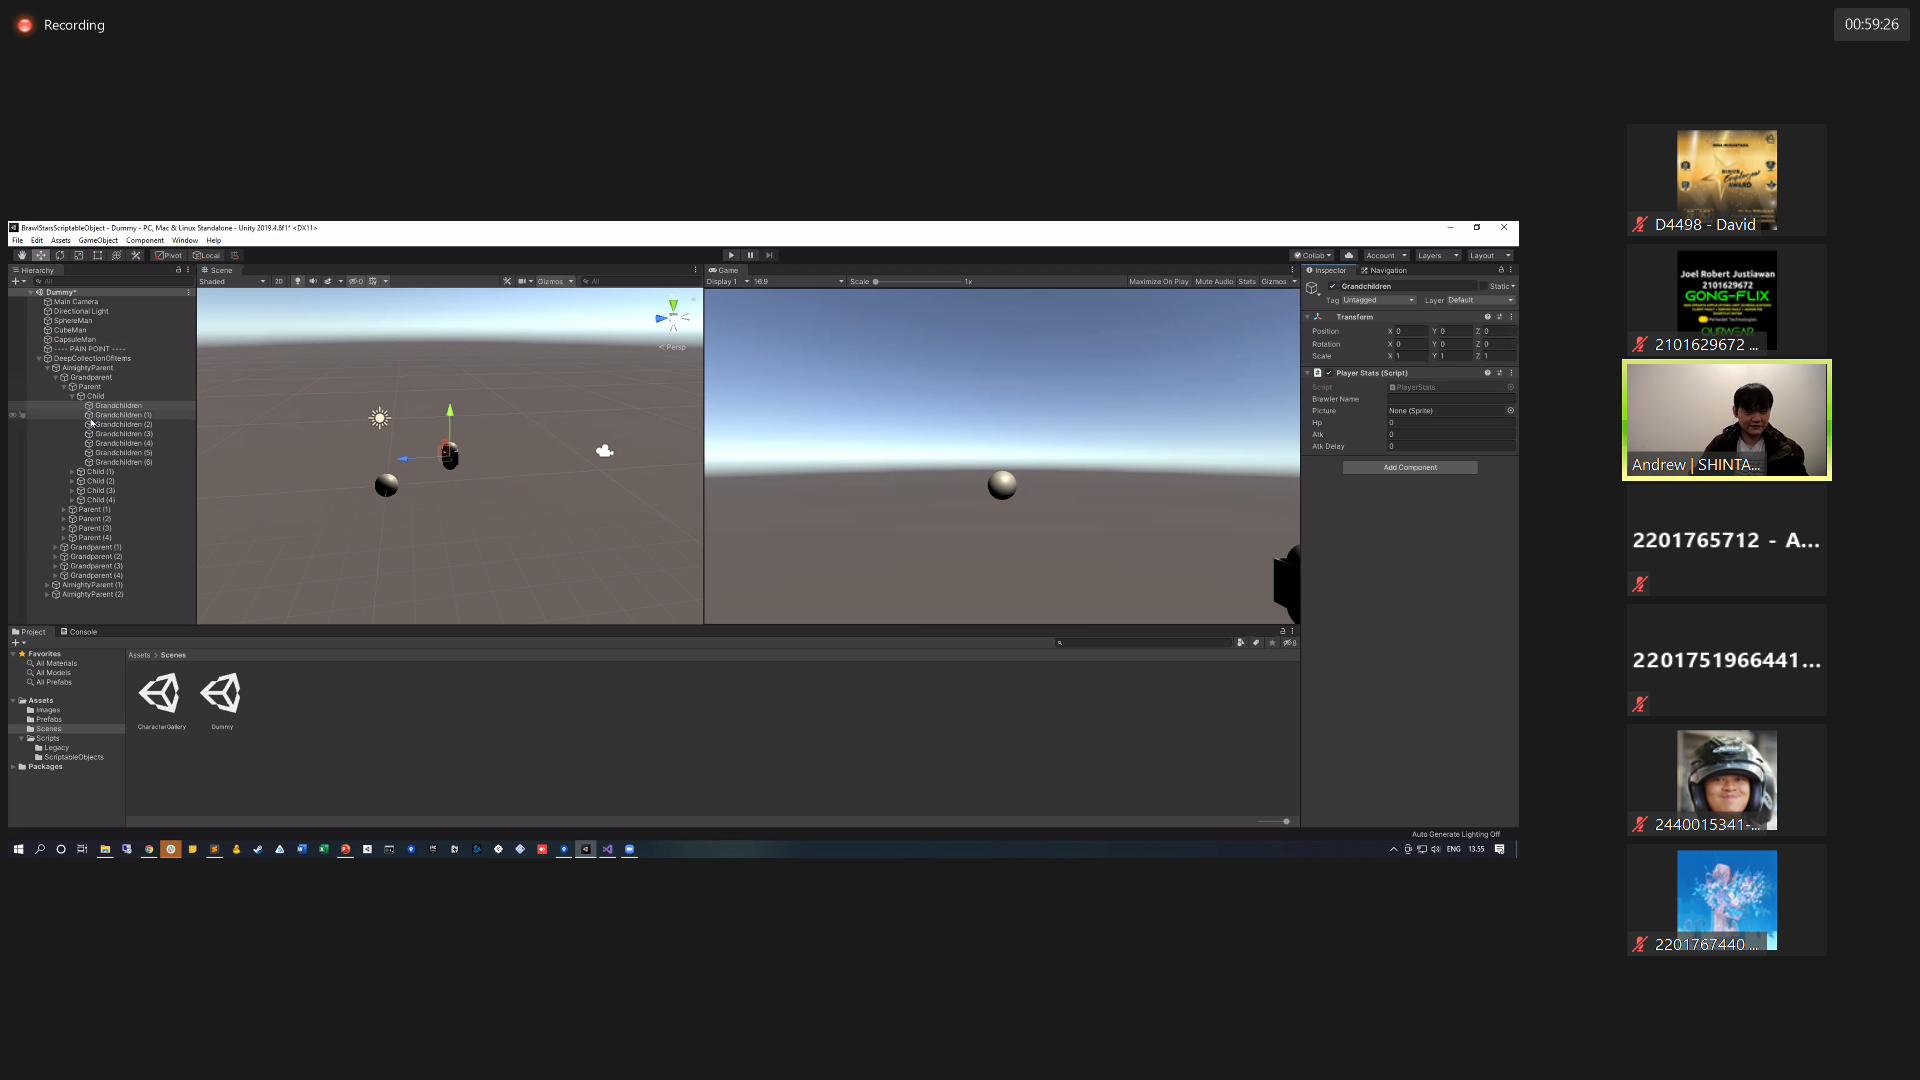 Recording
00:59:26
BrawlStarsScriptableObject - Dummy - PC, Mac & Linux Standalone - Unity 2019.4.8f1* <DX11>
File Edit Assets GameObject Component Window Help
Pivot Local
Collab Account Layers Layout
Hierarchy
All
Dummy*
Main Camera
Directional Light
SphereMan
CubeMan
CapsuleMan
---- PAIN POINT ----
DeepCollectionOfItems
AlmightyParent
Grandparent
Parent
Child
Grandchildren
Grandchildren (1)
Grandchildren (2)
Grandchildren (3)
Grandchildren (4)
Grandchildren (5)
Grandchildren (6)
Child (1)
Child (2)
Child (3)
Child (4)
Parent (1)
Parent (2)
Parent (3)
Parent (4)
Grandparent (1)
Grandparent (2)
Grandparent (3)
Grandparent (4)
AlmightyParent (1)
AlmightyParent (2)
Scene
Shaded 2D Gizmos All
< Persp
Game
Display 1 16:9 Scale 1x Maximize On Play Mute Audio Stats Gizmos
Inspector Navigation
Grandchildren Static
Tag Untagged Layer Default
Transform
Position X 0 Y 0 Z 0
Rotation X 0 Y 0 Z 0
Scale X 1 Y 1 Z 1
Player Stats (Script)
Script PlayerStats
Brawler Name
Picture None (Sprite)
Hp 0
Atk 0
Atk Delay 0
Add Component
Project Console
Favorites
All Materials
All Models
All Prefabs
Assets
Images
Prefabs
Scenes
Scripts
Legacy
ScriptableObjects
Packages
Assets > Scenes
CharacterGallery Dummy
Auto Generate Lighting Off
ENG 13.55
D4498 - David
Joel Robert Justiawan
2101629672
GONG-FLIX
OURWEAR
2101629672 ...
Andrew | SHINTA...
2201765712 - A...
2201751966441...
2440015341-...
2201767440 ...